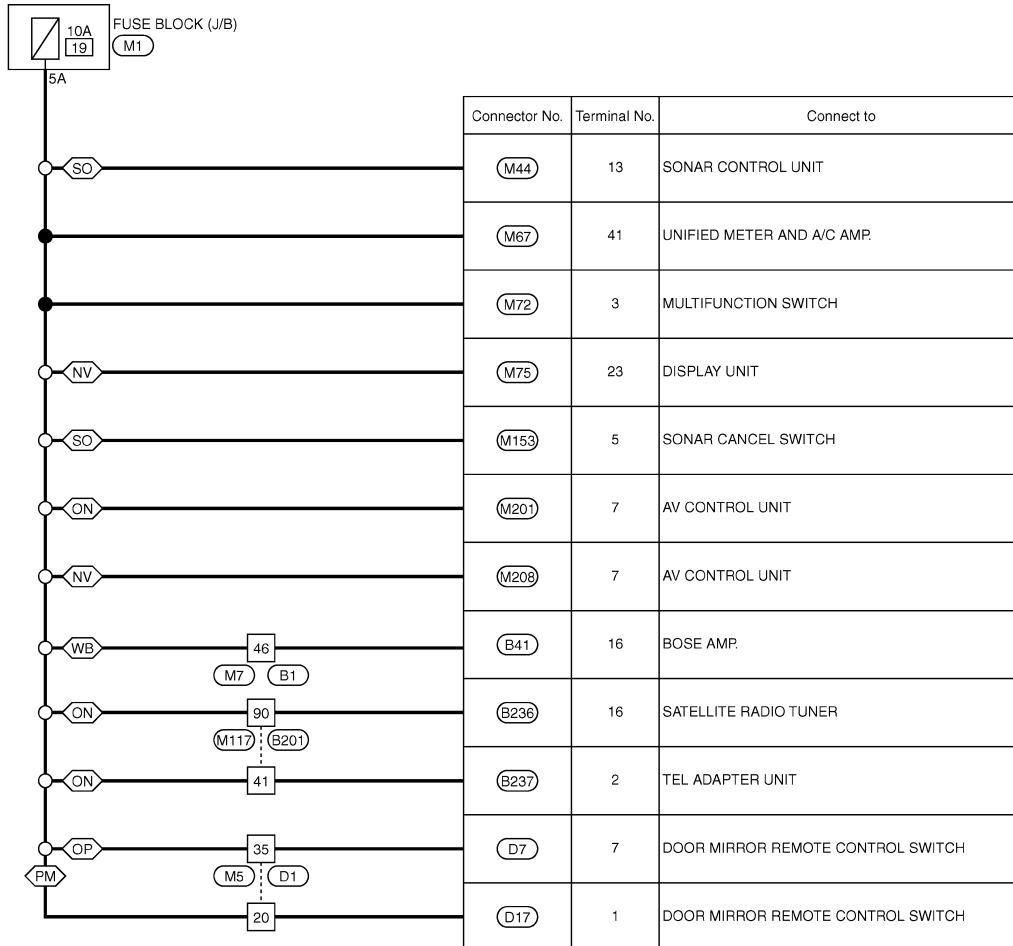 10A FUSE BLOCK (J/B)
19 M1
5A
Connector No. Terminal No. Connect to
SO M44 13 SONAR CONTROL UNIT
M67 41 UNIFIED METER AND A/C AMP.
M72 3 MULTIFUNCTION SWITCH
NV M75 23 DISPLAY UNIT
SO M153 5 SONAR CANCEL SWITCH
ON M201 7 AV CONTROL UNIT
NV M208 7 AV CONTROL UNIT
WB 46 B41 16 BOSE AMP.
M7 B1
ON 90 B236 16 SATELLITE RADIO TUNER
M117 B201
ON 41 B237 2 TEL ADAPTER UNIT
OP 35 D7 7 DOOR MIRROR REMOTE CONTROL SWITCH
PM M5 D1
20 D17 1 DOOR MIRROR REMOTE CONTROL SWITCH